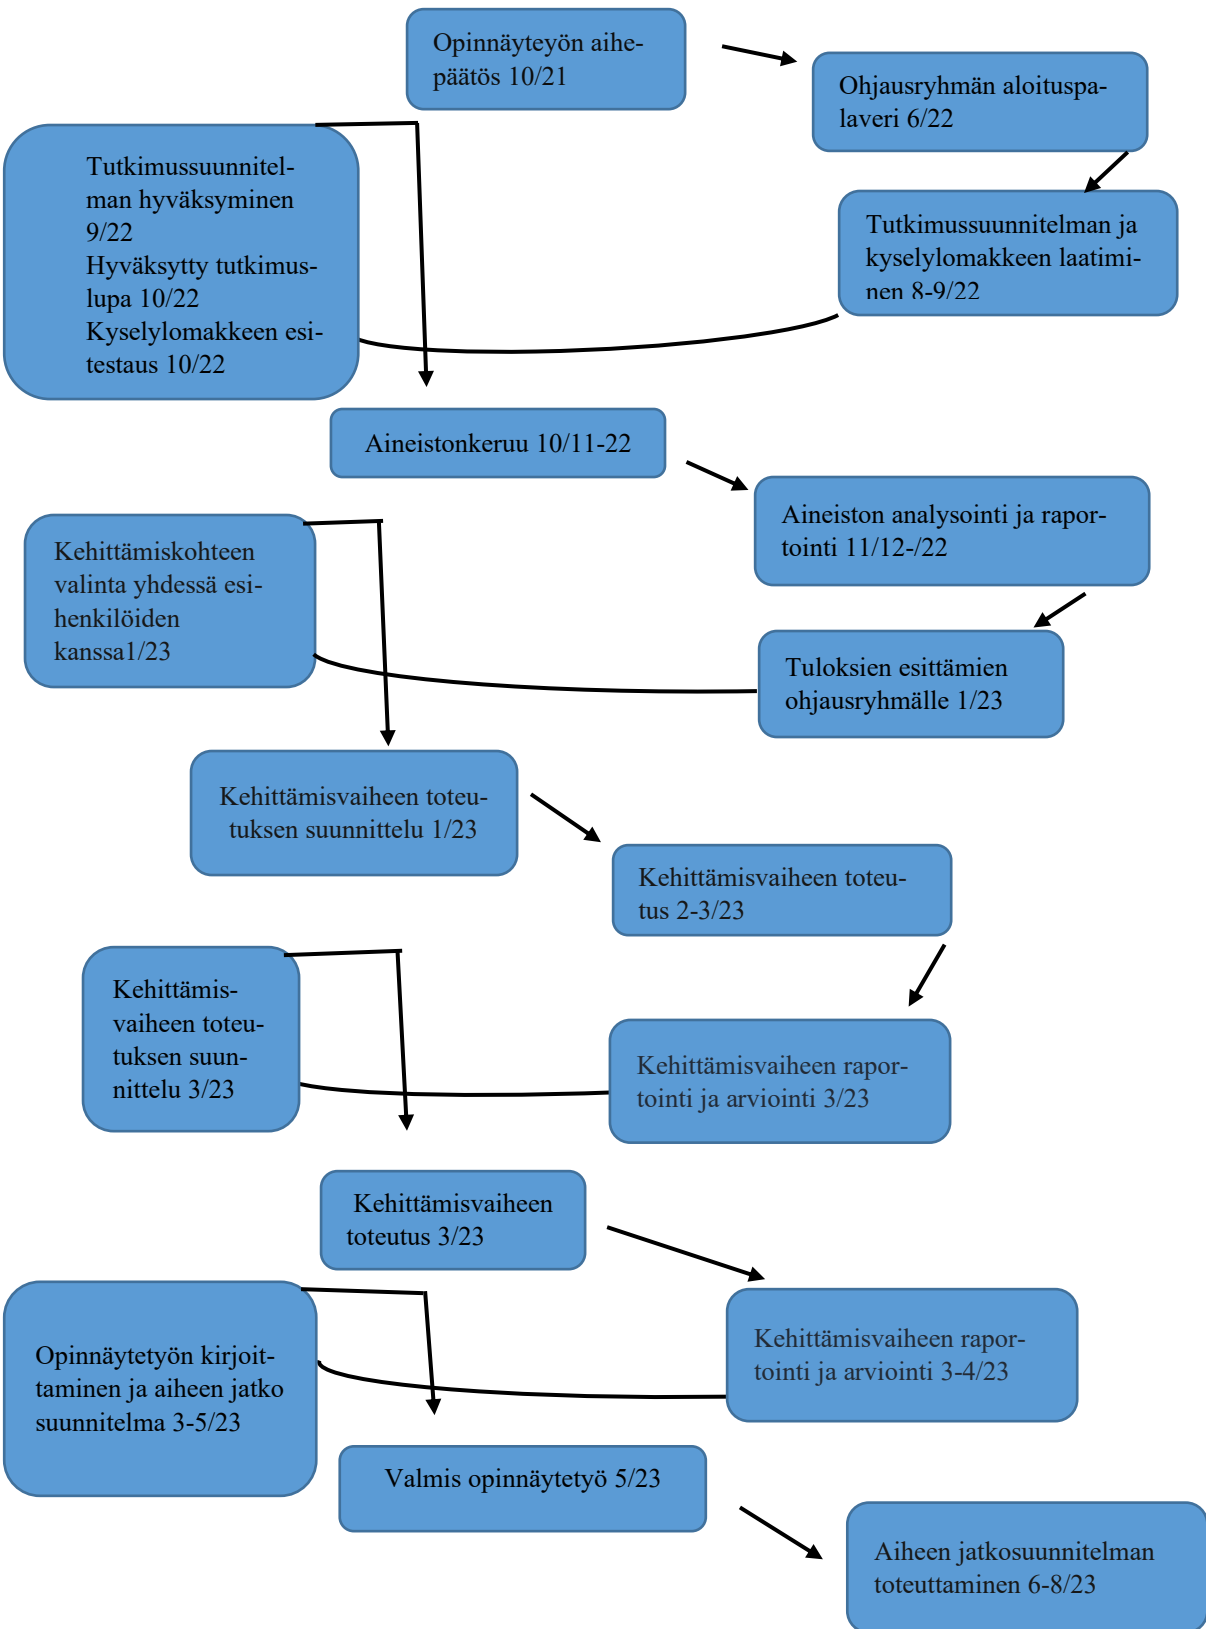 Opinnäyteyön aihe-
päätös 10/21
Ohjausryhmän aloituspa-
laveri 6/22
Tutkimussuunnitelman ja
kyselylomakkeen laatimi-
nen 8-9/22
Tutkimussuunnitel-
man hyväksyminen
9/22
Hyväksytty tutkimus-
lupa 10/22
Kyselylomakkeen esi-
testaus 10/22
Aineistonkeruu 10/11-22
Aineiston analysointi ja rapor-
tointi 11/12-/22
Tuloksien esittämien
ohjausryhmälle 1/23
Kehittämiskohteen
valinta yhdessä esi-
henkilöiden
kanssa1/23
Kehittämisvaiheen toteu-
tuksen suunnittelu 1/23
Kehittämisvaiheen toteu-
tus 2-3/23
Kehittämisvaiheen rapor-
tointi ja arviointi 3/23
Kehittämis-
vaiheen toteu-
tuksen suun-
nittelu 3/23
Kehittämisvaiheen
toteutus 3/23
Kehittämisvaiheen rapor-
tointi ja arviointi 3-4/23
Opinnäytetyön kirjoit-
taminen ja aiheen jatko
suunnitelma 3-5/23
Valmis opinnäytetyö 5/23
Aiheen jatkosuunnitelman
toteuttaminen 6-8/23